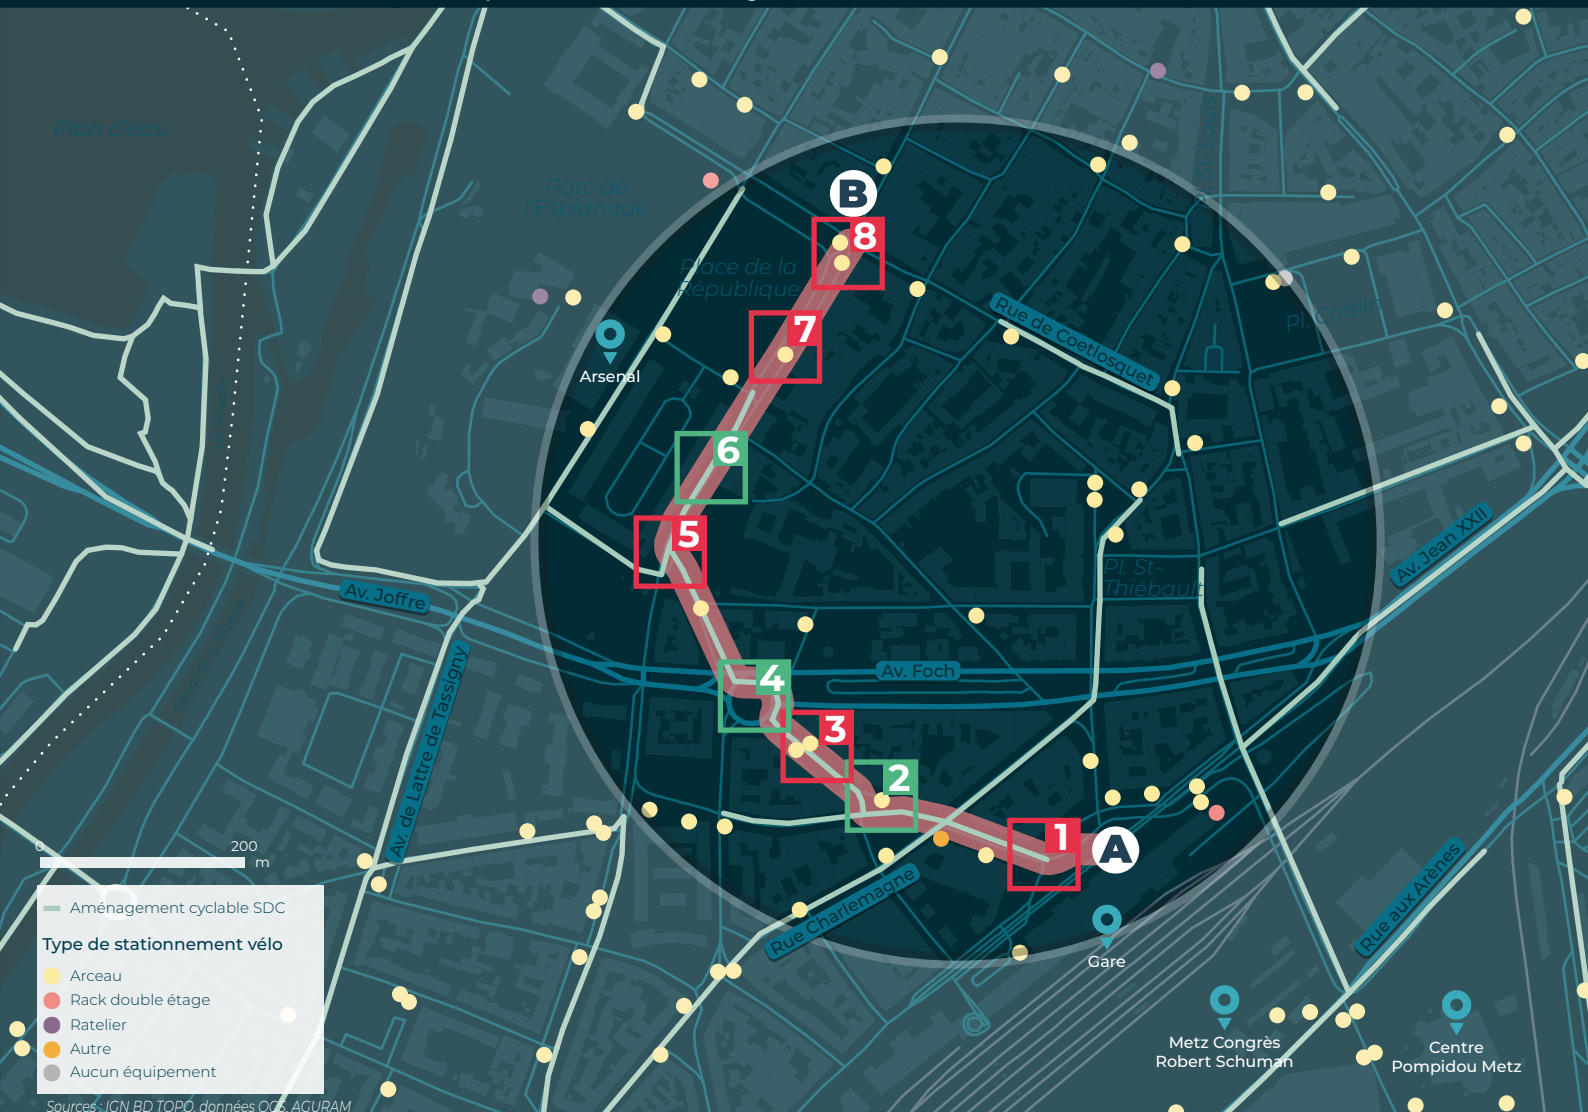 Plan d'eau
Parc de
l'Esplanade
B
8
Place de la
République
7
Rue de Coetlosquet
Pl. Coislin
Arsenal
6
5
Av. Jean XXII
Pl. St-
Thiébault
Av. Joffre
4
Av. Foch
3
2
Av. de Lattre de Tassigny
1
A
Rue Charlemagne
Gare
Rue aux Arènes
0 200
m
Aménagement cyclable SDC
Type de stationnement vélo
Arceau
Rack double étage
Ratelier
Autre
Aucun équipement
Metz Congrès
Robert Schuman
Centre
Pompidou Metz
Sources : IGN BD TOPO, données OCS, AGURAM